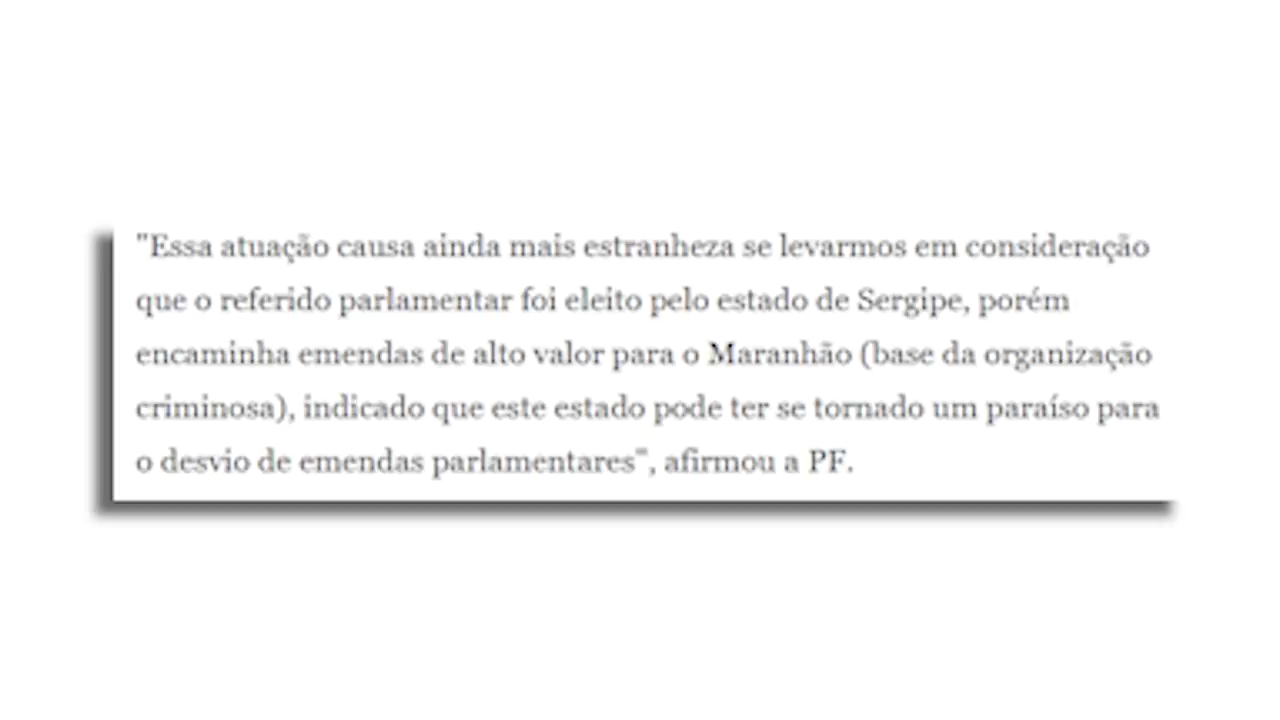 "Essa atuação causa ainda mais estranheza se levarmos em consideração
que o referido parlamentar foi eleito pelo estado de Sergipe, porém
encaminha emendas de alto valor para o Maranhão (base da organização
criminosa), indicado que este estado pode ter se tornado um paraíso para
o desvio de emendas parlamentares", afirmou a PF.